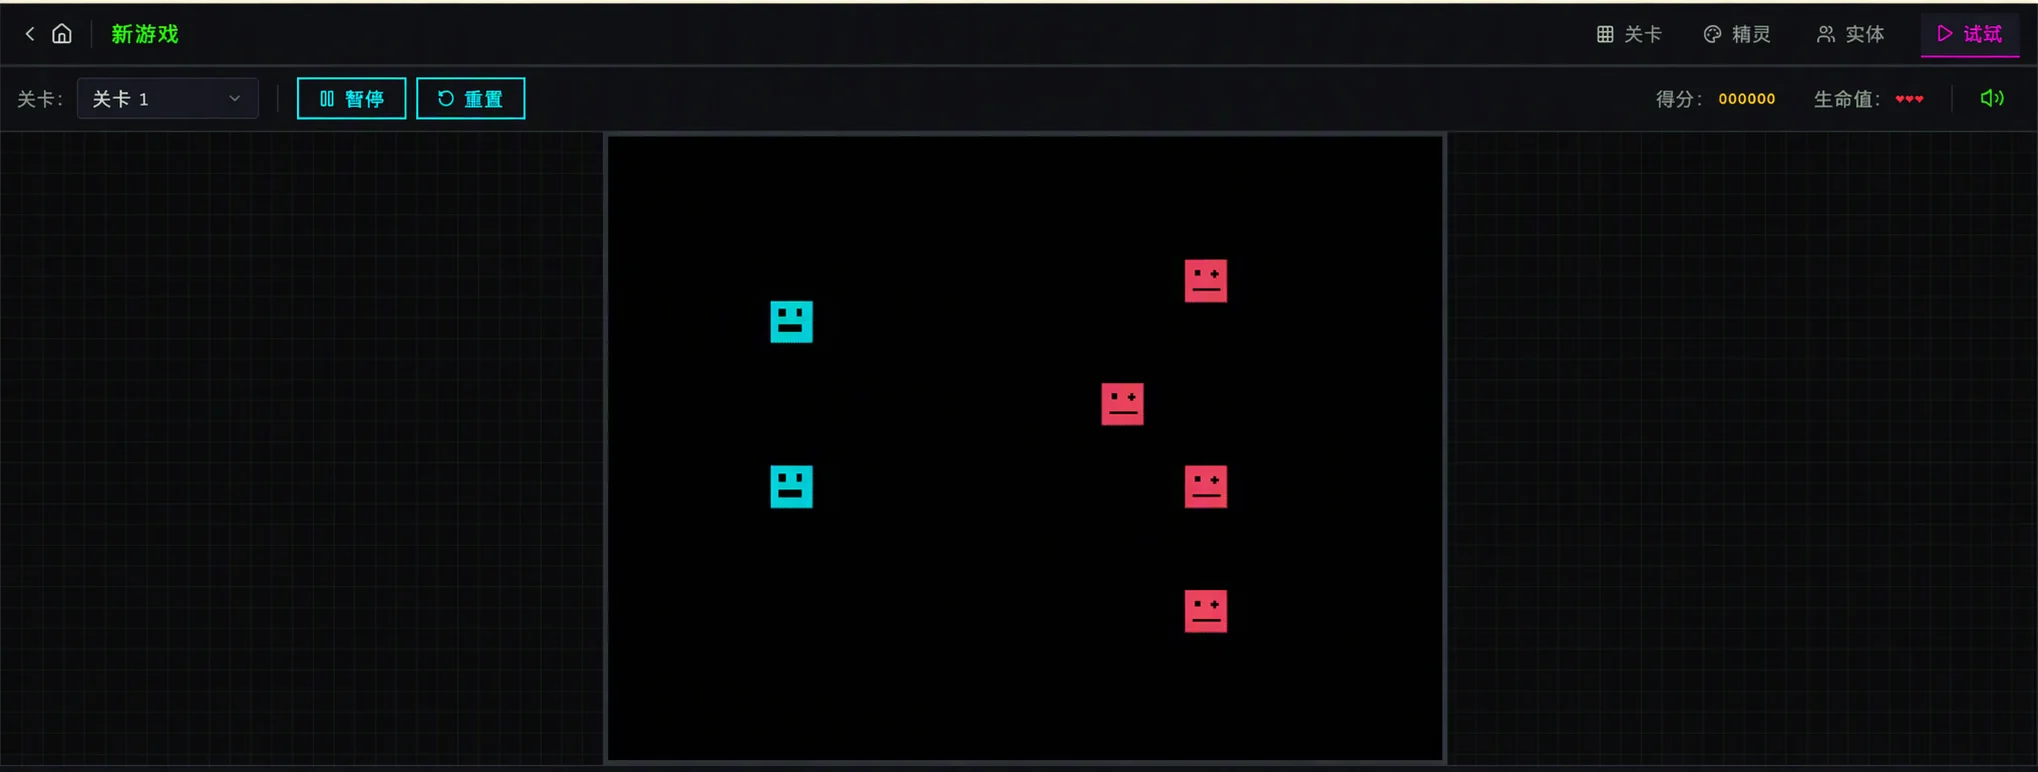 新游戏 关卡 精灵 实体 试试
关卡: 关卡 1 暂停 重置 得分: 000000 生命值: